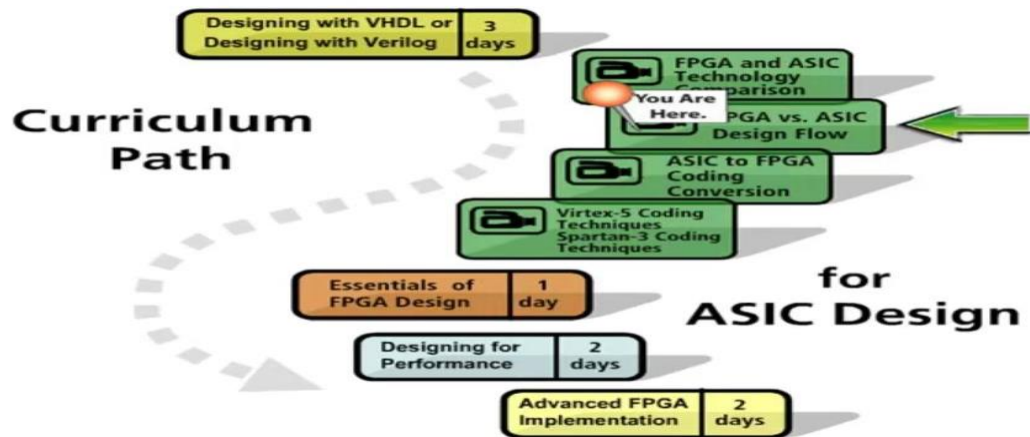 Designing with VHDL or
Designing with Verilog
3
days
FPGA and ASIC
Technology
Comparison
You Are
Here.
FPGA vs. ASIC
Design Flow
Curriculum
Path
ASIC to FPGA
Coding
Conversion
Virtex-5 Coding
Techniques
Spartan-3 Coding
Techniques
Essentials of
FPGA Design
1
day
for
ASIC Design
Designing for
Performance
2
days
Advanced FPGA
Implementation
2
days